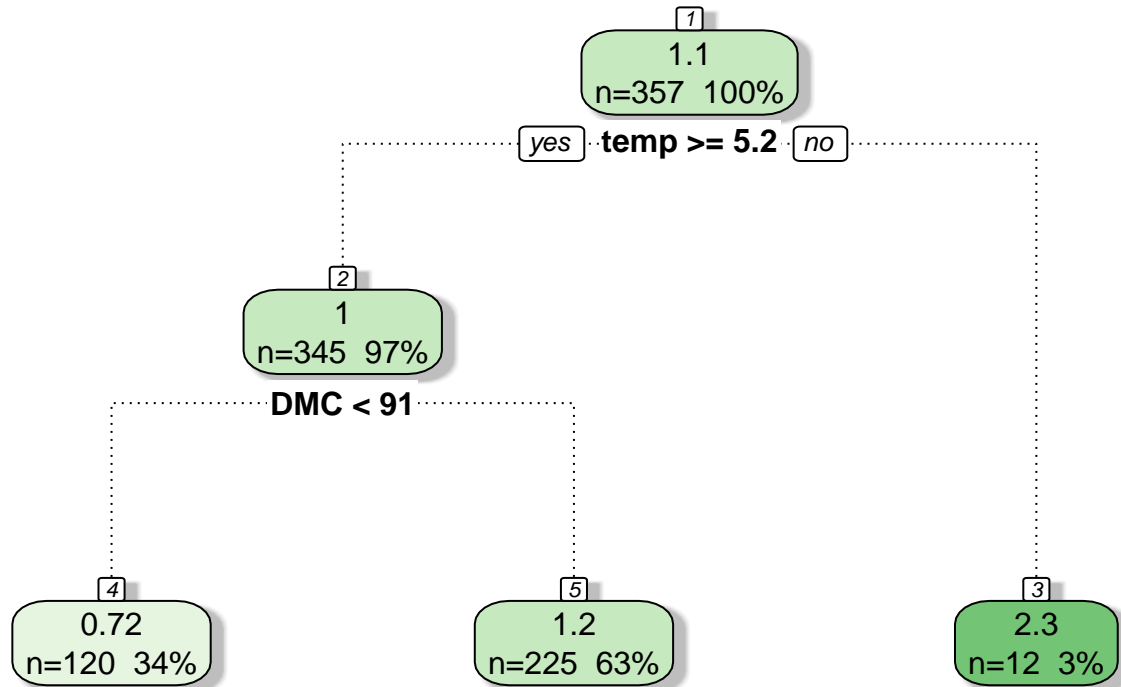 1
1.1
n=357 100%
yes temp >= 5.2 no
2
1
n=345 97%
DMC < 91
4 5 3
0.72 1.2 2.3
n=120 34% n=225 63% n=12 3%